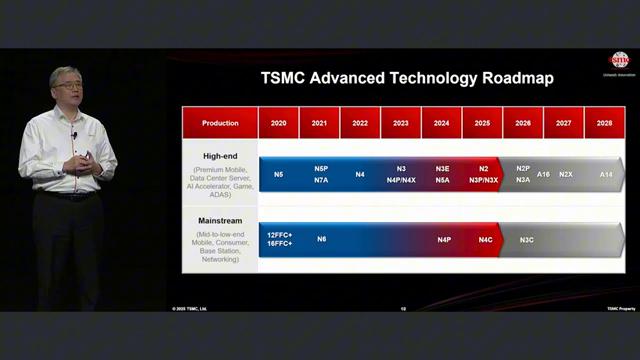 tsmc
Unleash Innovation
TSMC Advanced Technology Roadmap
Production 2020 2021 2022 2023 2024 2025 2026 2027 2028
High-end
(Premium Mobile,
Data Center Server,
AI Accelerator, Game,
ADAS)
N5 N5P N4 N3 N3E N2 N2P A16 N2X A14
N7A N4P/N4X N5A N3P/N3X N3A
Mainstream
(Mid-to-low-end
Mobile, Consumer,
Base Station,
Networking)
12FFC+
16FFC+ N6 N4P N4C N3C
© 2025 TSMC, Ltd.
TSMC Property